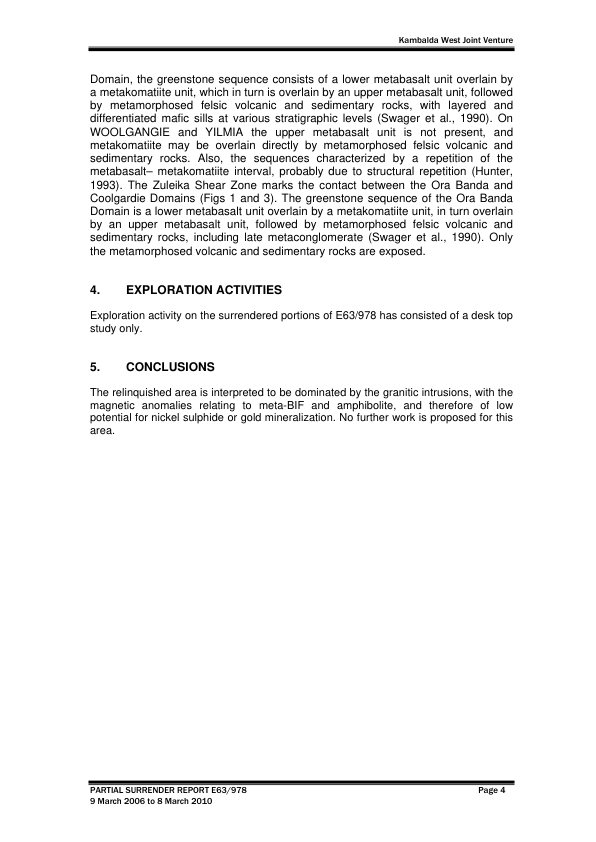 Kambalda West Joint Venture
Domain, the greenstone sequence consists of a lower metabasalt unit overlain by
a metakomatiite unit, which in turn is overlain by an upper metabasalt unit, followed
by metamorphosed felsic volcanic and sedimentary rocks, with layered and
differentiated mafic sills at various stratigraphic levels (Swager et al., 1990). On
WOOLGANGIE and YILMIA the upper metabasalt unit is not present, and
metakomatiite may be overlain directly by metamorphosed felsic volcanic and
sedimentary rocks. Also, the sequences characterized by a repetition of the
metabasalt– metakomatiite interval, probably due to structural repetition (Hunter,
1993). The Zuleika Shear Zone marks the contact between the Ora Banda and
Coolgardie Domains (Figs 1 and 3). The greenstone sequence of the Ora Banda
Domain is a lower metabasalt unit overlain by a metakomatiite unit, in turn overlain
by an upper metabasalt unit, followed by metamorphosed felsic volcanic and
sedimentary rocks, including late metaconglomerate (Swager et al., 1990). Only
the metamorphosed volcanic and sedimentary rocks are exposed.
4. EXPLORATION ACTIVITIES
Exploration activity on the surrendered portions of E63/978 has consisted of a desk top
study only.
5. CONCLUSIONS
The relinquished area is interpreted to be dominated by the granitic intrusions, with the
magnetic anomalies relating to meta-BIF and amphibolite, and therefore of low
potential for nickel sulphide or gold mineralization. No further work is proposed for this
area.
PARTIAL SURRENDER REPORT E63/978 Page 4
9 March 2006 to 8 March 2010